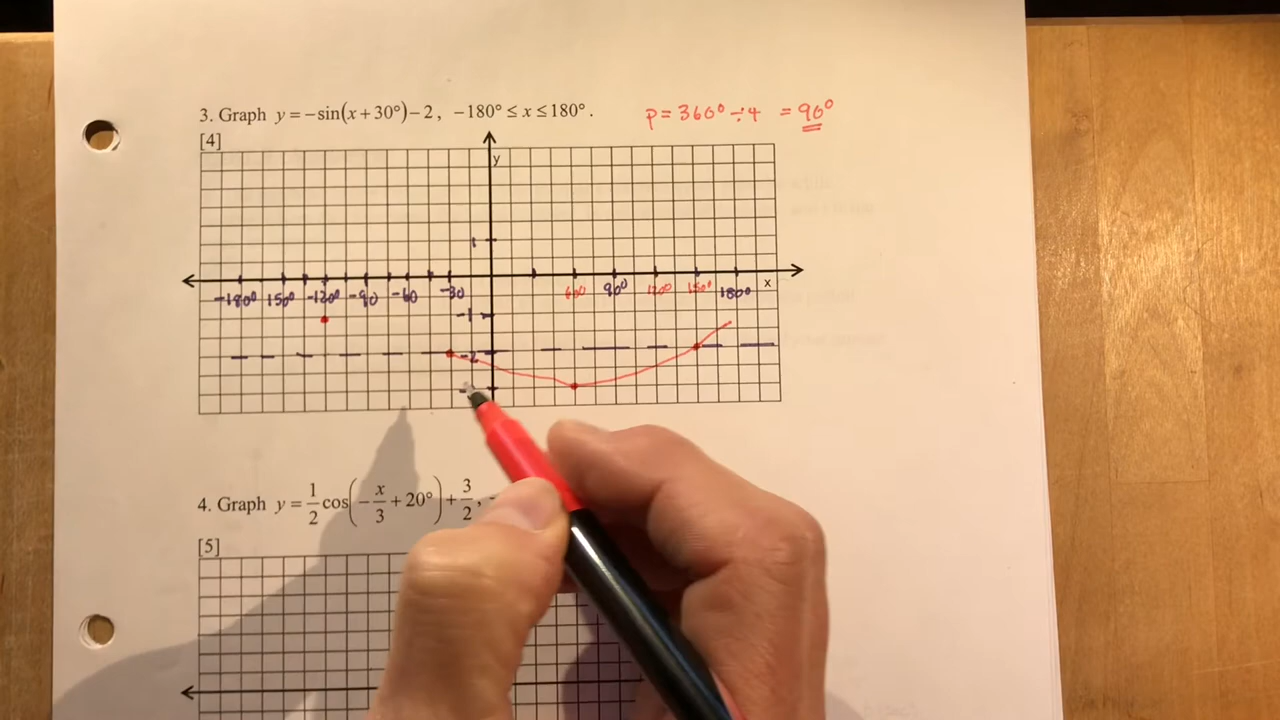 3. Graph y = −sin(x + 30°) − 2, −180° ≤ x ≤ 180°. p = 360° ÷ 4 = 90°
[4]
y
1
-180° 150° -120° -90 -60 -30 60° 90° 120° 150° 180° x
-1
-2
4. Graph y = 1/2 cos(−x/3 + 20°) + 3/2, -
[5]